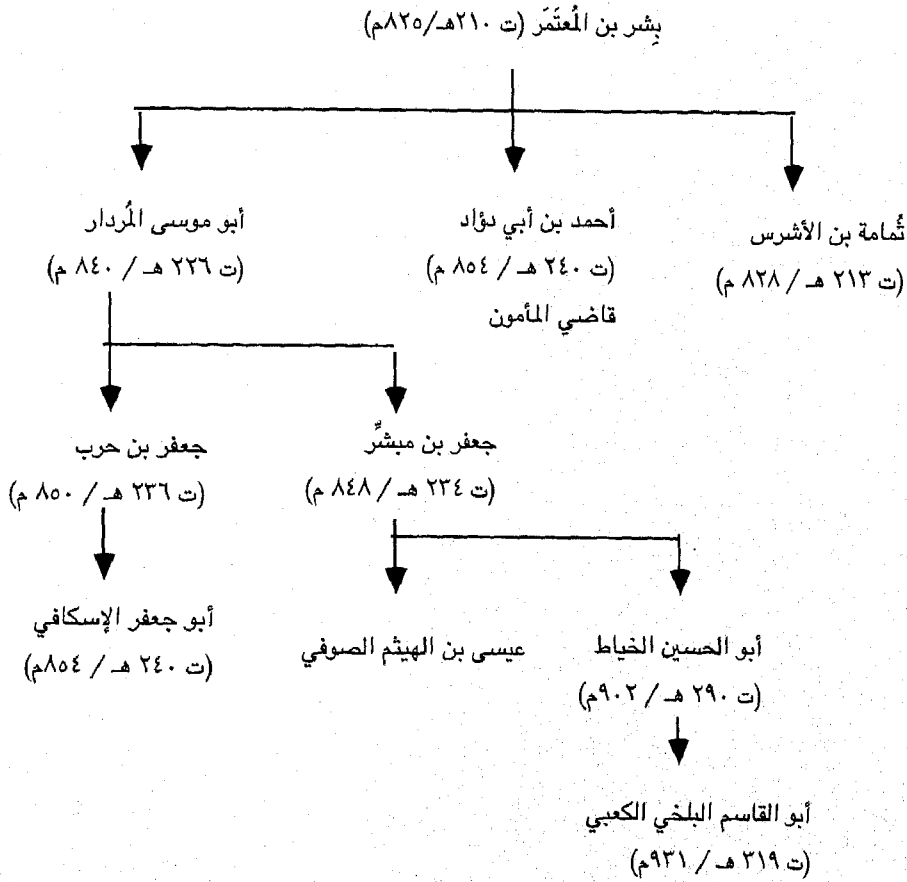 بِشر بن المُعتَمَر (ت ٢١٠هـ/٨٢٥م)
ثُمامة بن الأشرس
(ت ٢١٣ هـ / ٨٢٨ م)
أحمد بن أبي دؤاد
(ت ٢٤٠ هـ / ٨٥٤ م)
قاضي المأمون
أبو موسى المُردار
(ت ٢٢٦ هـ / ٨٤٠ م)
جعفر بن مبشرٍّ
(ت ٢٣٤ هـ / ٨٤٨ م)
جعفر بن حرب
(ت ٢٣٦ هـ / ٨٥٠ م)
أبو الحسين الخياط
(ت ٢٩٠ هـ / ٩٠٢م)
عيسى بن الهيثم الصوفي
أبو جعفر الإسكافي
(ت ٢٤٠ هـ / ٨٥٤م)
أبو القاسم البلخي الكعبي
(ت ٣١٩ هـ / ٩٣١م)